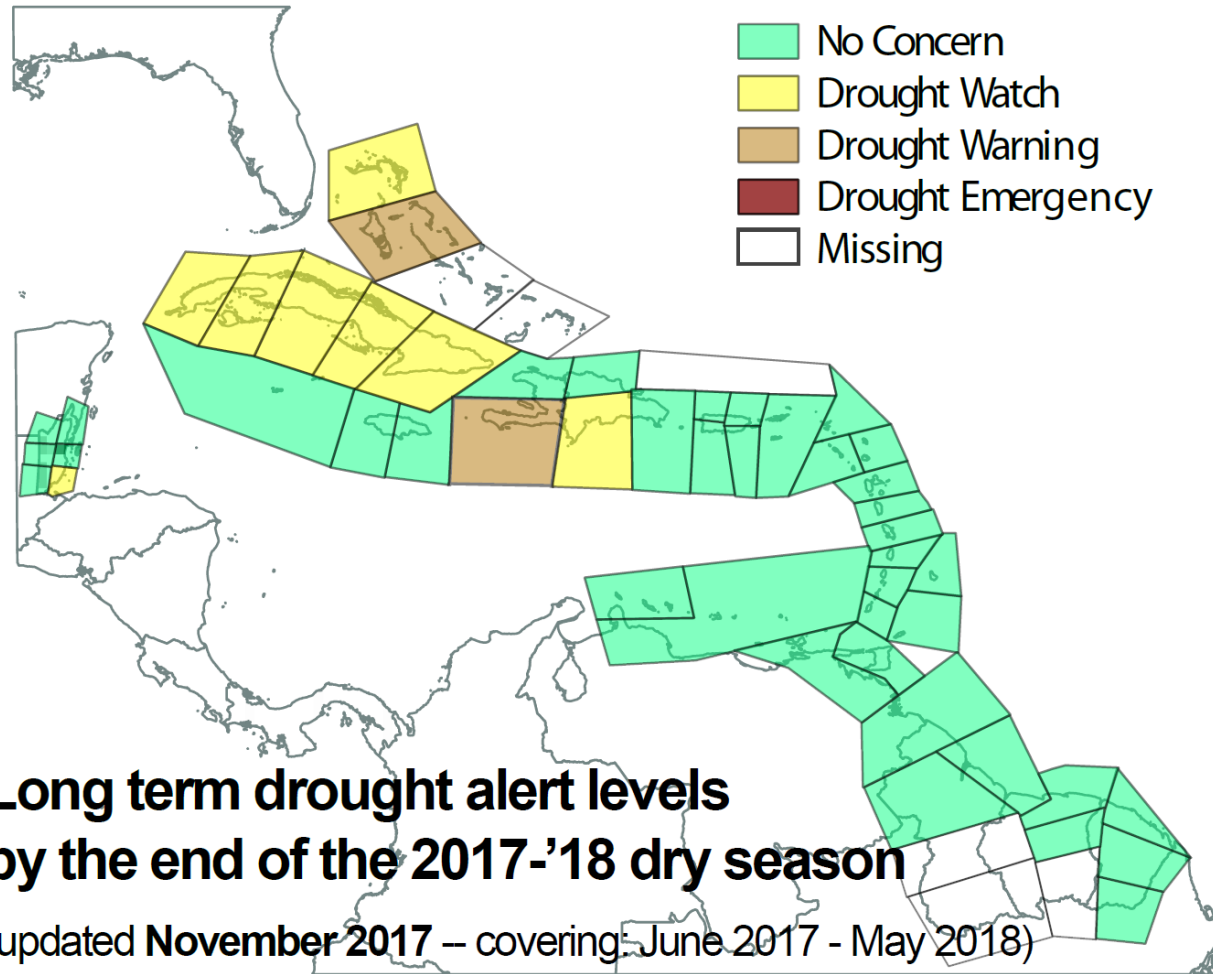 No Concern
Drought Watch
Drought Warning
Drought Emergency
Missing
Long term drought alert levels
by the end of the 2017-’18 dry season
updated November 2017 -- covering: June 2017 - May 2018)